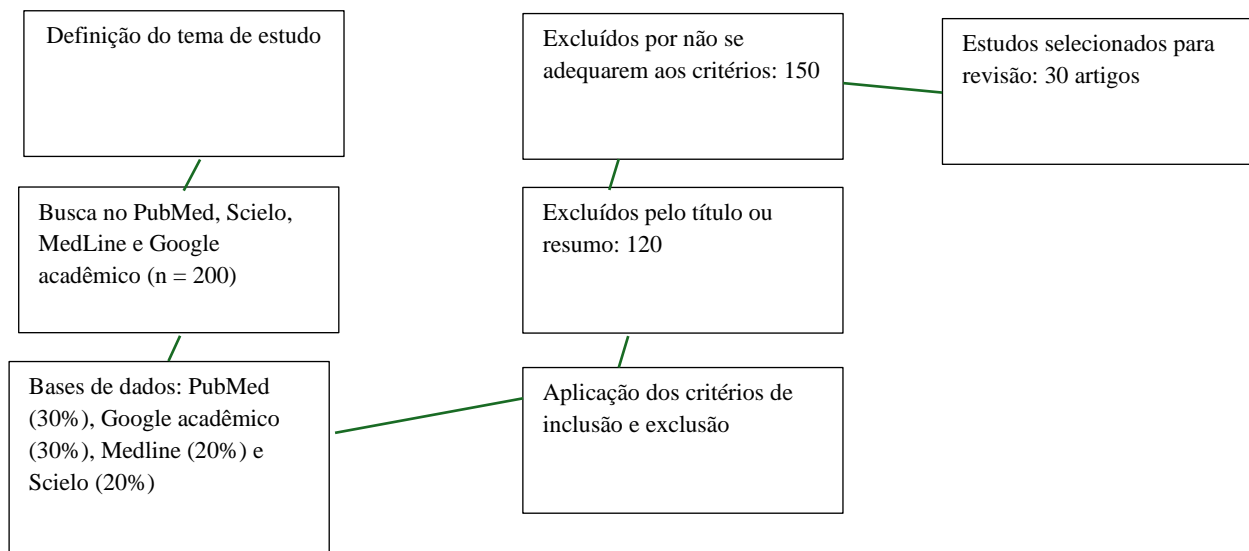 Definição do tema de estudo
Busca no PubMed, Scielo,
MedLine e Google
acadêmico (n = 200)
Bases de dados: PubMed
(30%), Google acadêmico
(30%), Medline (20%) e
Scielo (20%)
Aplicação dos critérios de
inclusão e exclusão
Excluídos pelo título ou
resumo: 120
Excluídos por não se
adequarem aos critérios: 150
Estudos selecionados para
revisão: 30 artigos